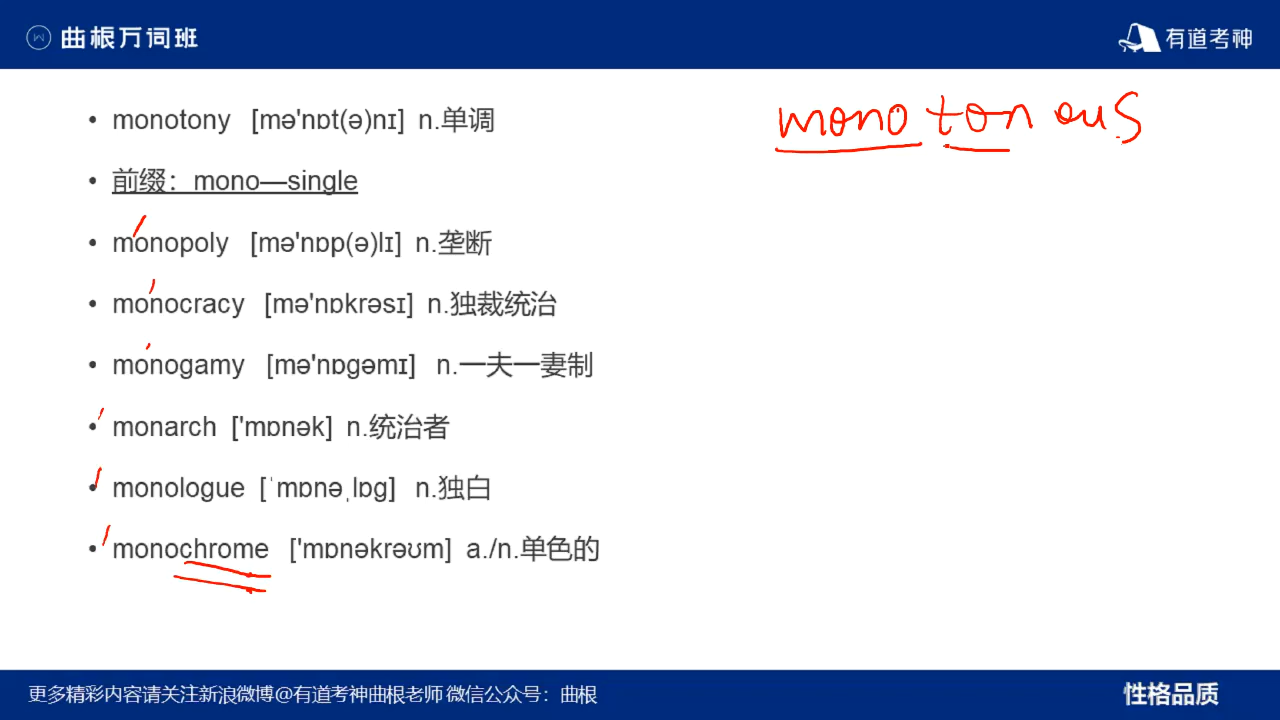 曲根万词班
有道考神
monotony [mə'nɒt(ə)nɪ] n.单调
monotonous
前缀：mono—single
monopoly [mə'nɒp(ə)lɪ] n.垄断
monocracy [mə'nɒkrəsɪ] n.独裁统治
monogamy [mə'nɒgəmɪ] n.一夫一妻制
monarch ['mɒnək] n.统治者
monologue [ˈmɒnəˌlɒg] n.独白
monochrome ['mɒnəkrəʊm] a./n.单色的
更多精彩内容请关注新浪微博@有道考神曲根老师 微信公众号：曲根
性格品质